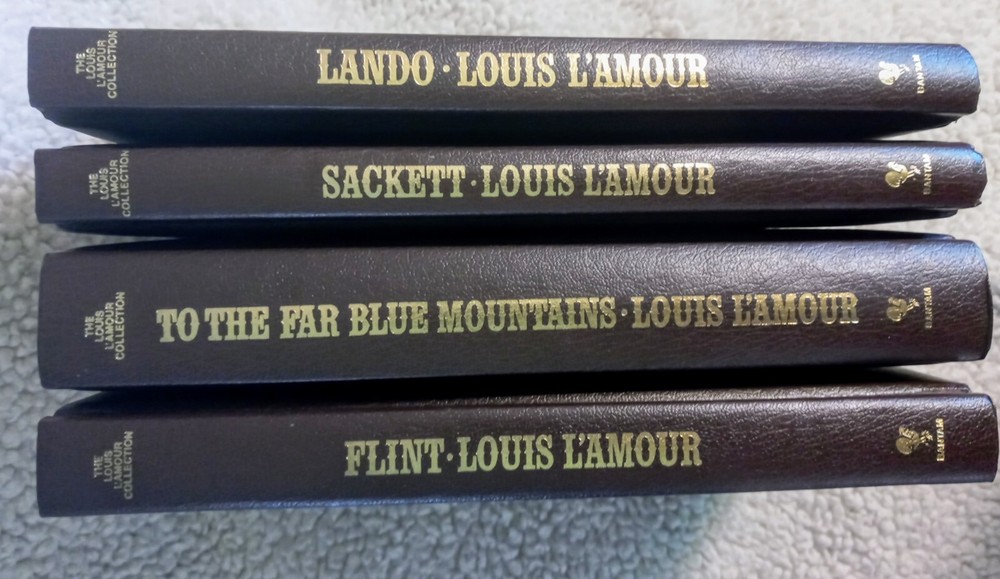 THE
LOUIS
L'AMOUR
COLLECTION
LANDO · LOUIS L'AMOUR
BANTAM
THE
LOUIS
L'AMOUR
COLLECTION
SACKETT · LOUIS L'AMOUR
BANTAM
THE
LOUIS
L'AMOUR
COLLECTION
TO THE FAR BLUE MOUNTAINS · LOUIS L'AMOUR
BANTAM
THE
LOUIS
L'AMOUR
COLLECTION
FLINT · LOUIS L'AMOUR
BANTAM